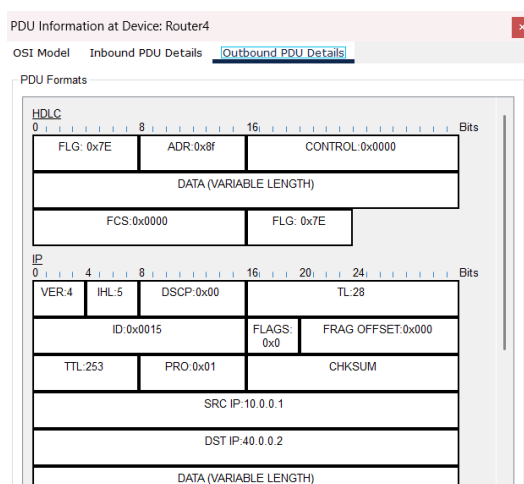 PDU Information at Device: Router4
x
OSI Model Inbound PDU Details Outbound PDU Details
PDU Formats
HDLC
0 8 16 Bits
FLG: 0x7E ADR:0x8f CONTROL:0x0000
DATA (VARIABLE LENGTH)
FCS:0x0000 FLG: 0x7E
IP
0 4 8 16 20 24 Bits
VER:4 IHL:5 DSCP:0x00 TL:28
ID:0x0015 FLAGS: 0x0 FRAG OFFSET:0x000
TTL:253 PRO:0x01 CHKSUM
SRC IP:10.0.0.1
DST IP:40.0.0.2
DATA (VARIABLE LENGTH)